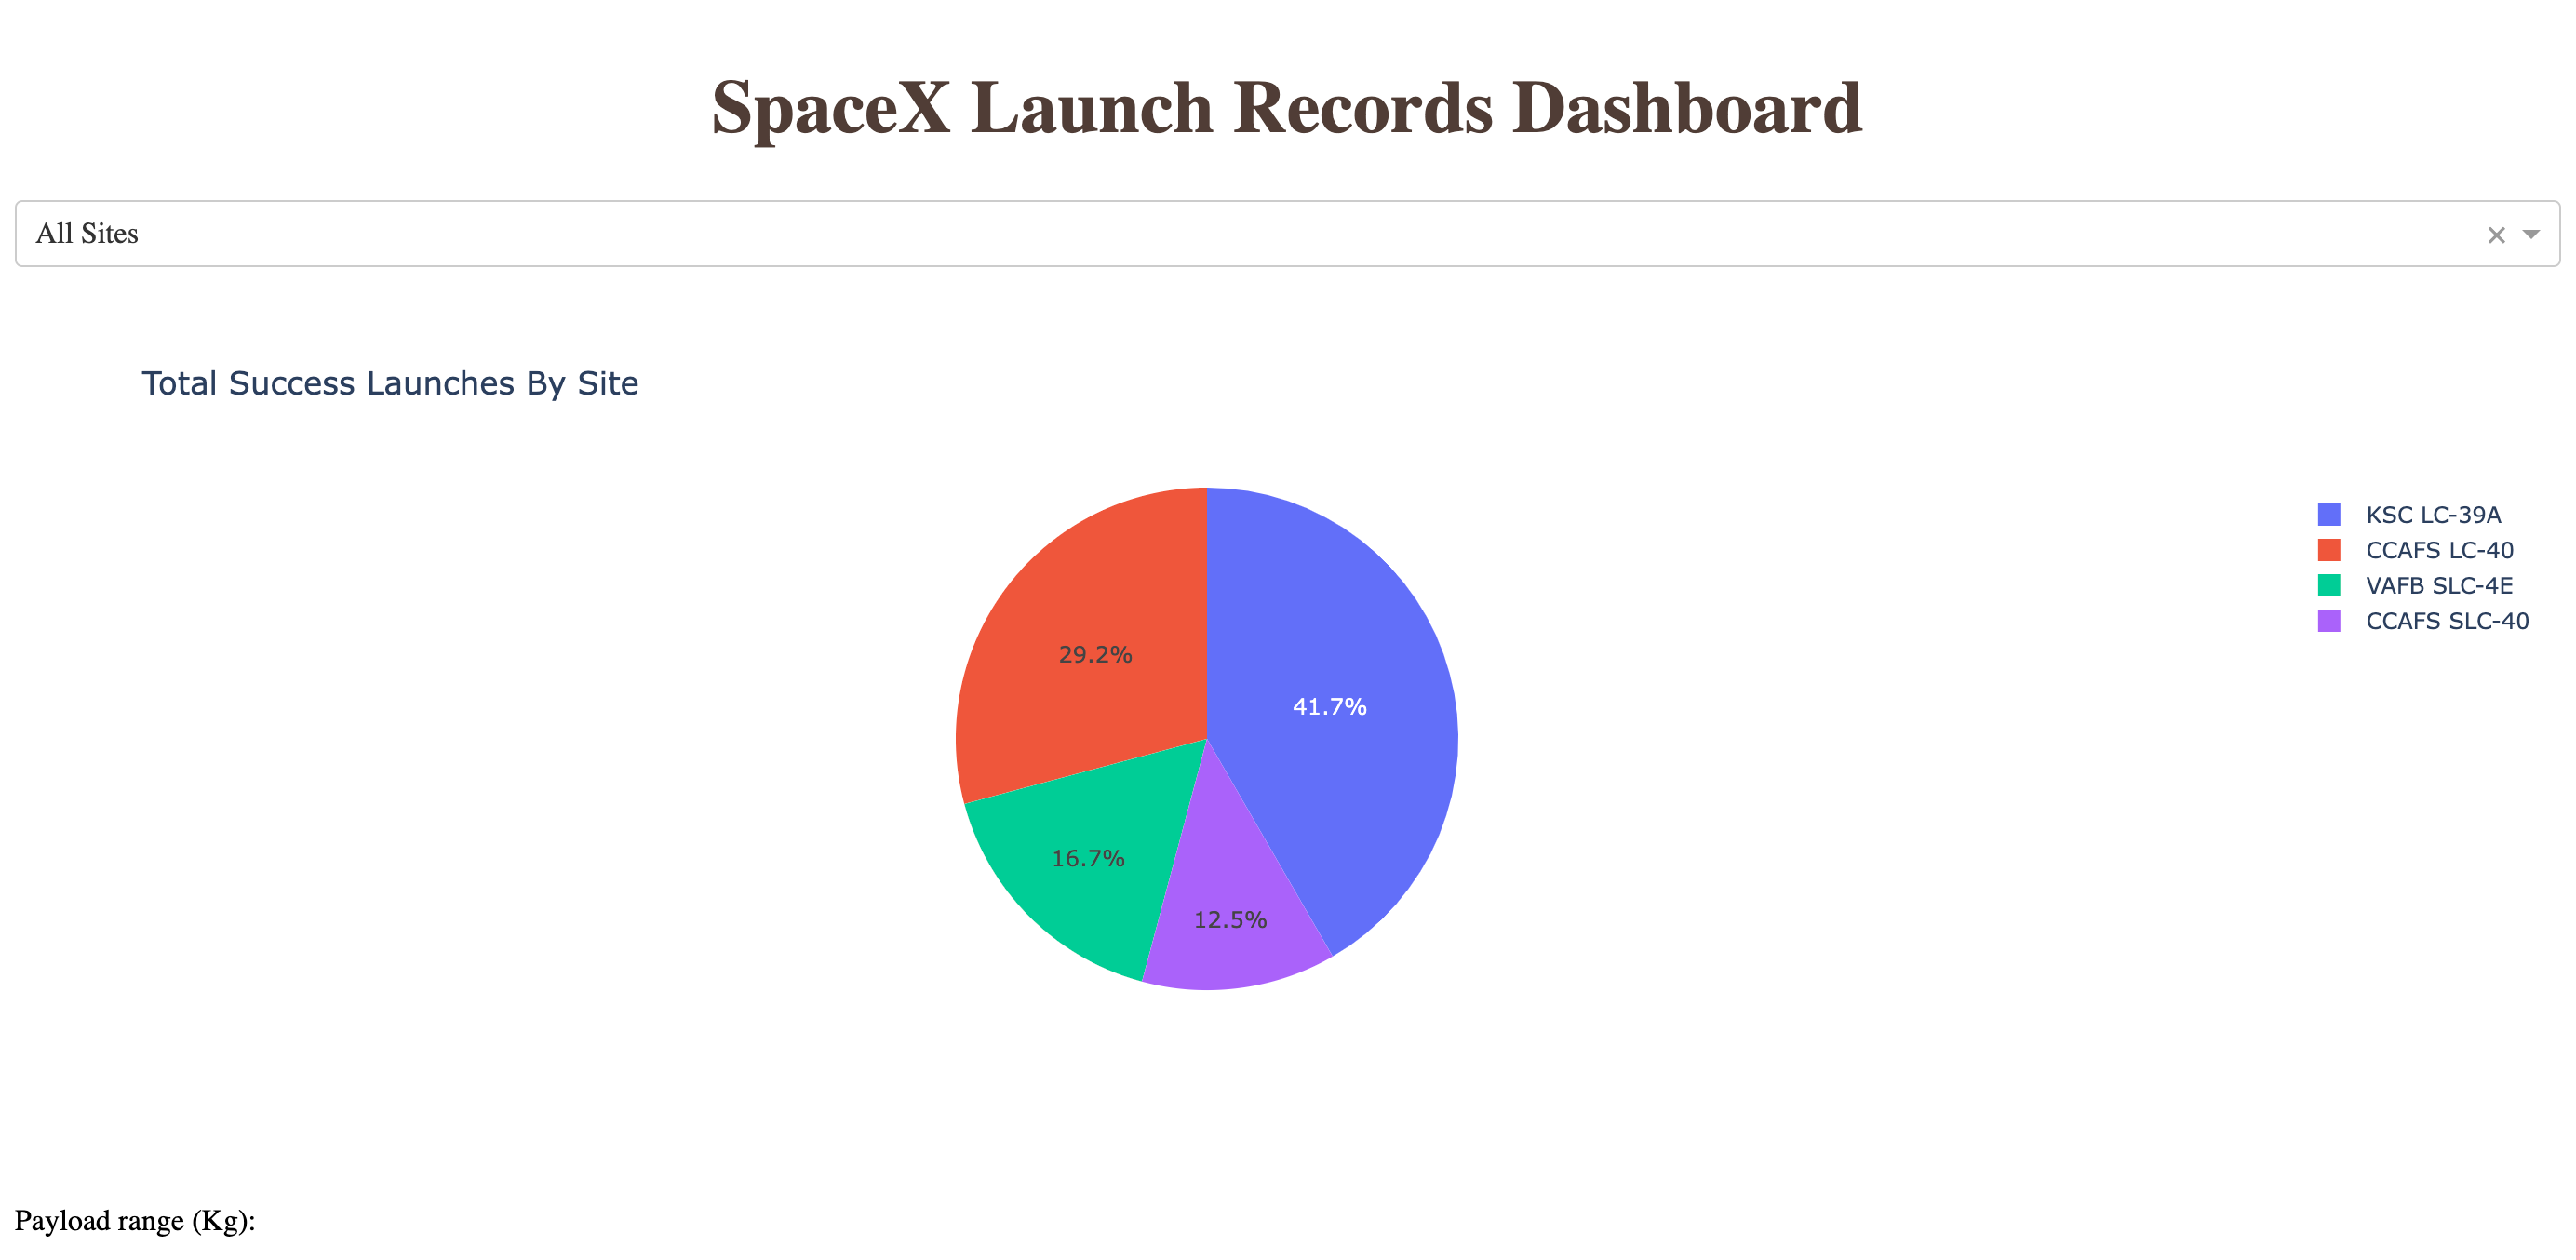 SpaceX Launch Records Dashboard
All Sites
Total Success Launches By Site
KSC LC-39A
CCAFS LC-40
VAFB SLC-4E
CCAFS SLC-40
29.2%
41.7%
16.7%
12.5%
Payload range (Kg):